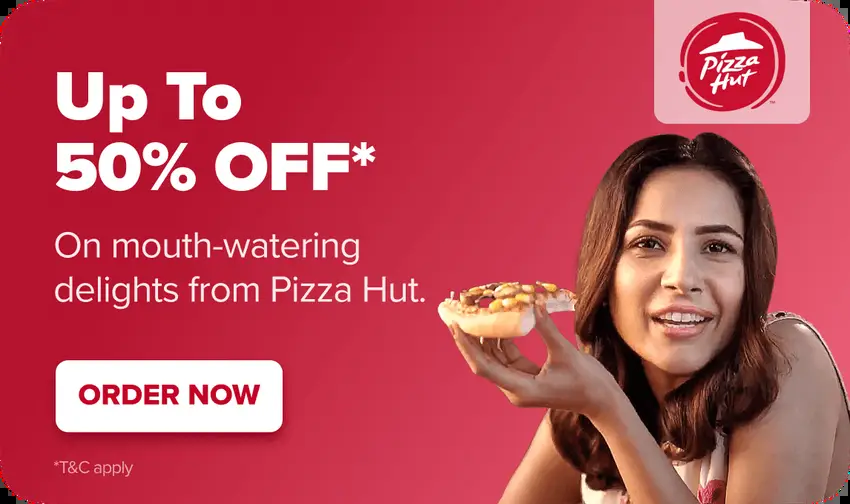 Pizza
Hut
Up To
50% OFF*
On mouth-watering
delights from Pizza Hut.
ORDER NOW
*T&C apply